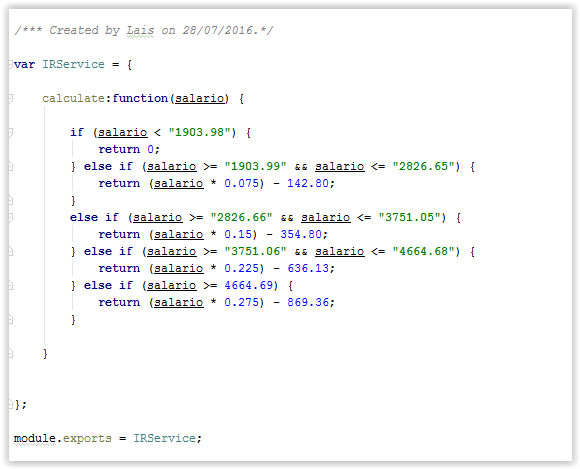 /*** Created by Lais on 28/07/2016.*/
var IRService = {
calculate:function(salario) {
if (salario < "1903.98") {
return 0;
} else if (salario >= "1903.99" && salario <= "2826.65") {
return (salario * 0.075) - 142.80;
}
else if (salario >= "2826.66" && salario <= "3751.05") {
return (salario * 0.15) - 354.80;
} else if (salario >= "3751.06" && salario <= "4664.68") {
return (salario * 0.225) - 636.13;
} else if (salario >= 4664.69) {
return (salario * 0.275) - 869.36;
}
}
};
module.exports = IRService;